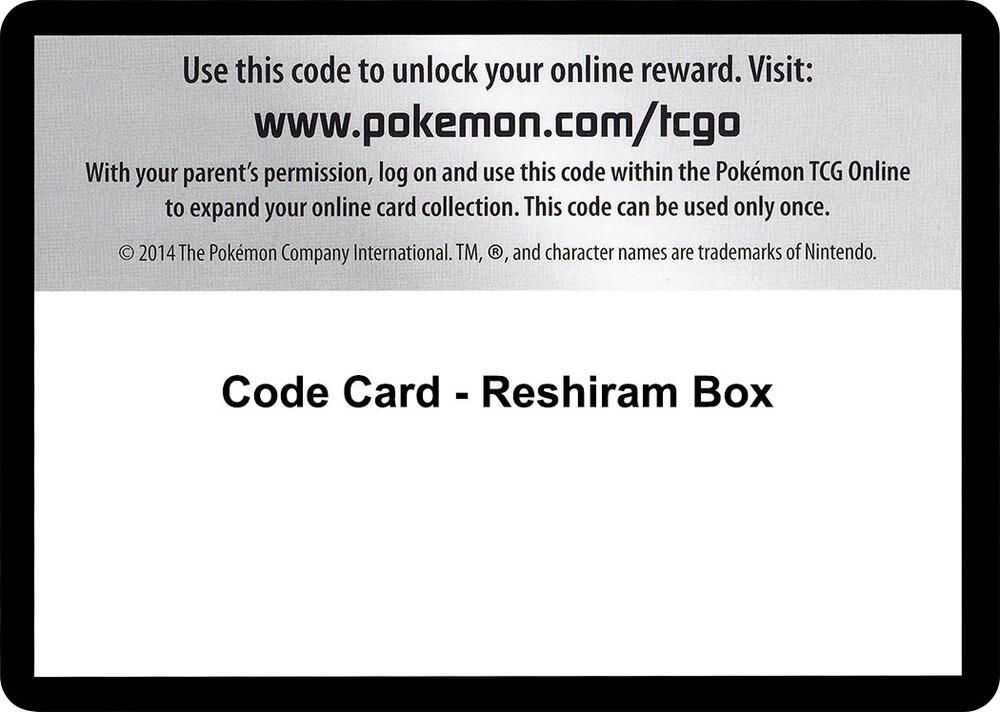 Use this code to unlock your online reward. Visit:
www.pokemon.com/tcgo
With your parent's permission, log on and use this code within the Pokémon TCG Online
to expand your online card collection. This code can be used only once.
© 2014 The Pokémon Company International. TM, ®, and character names are trademarks of Nintendo.
Code Card - Reshiram Box